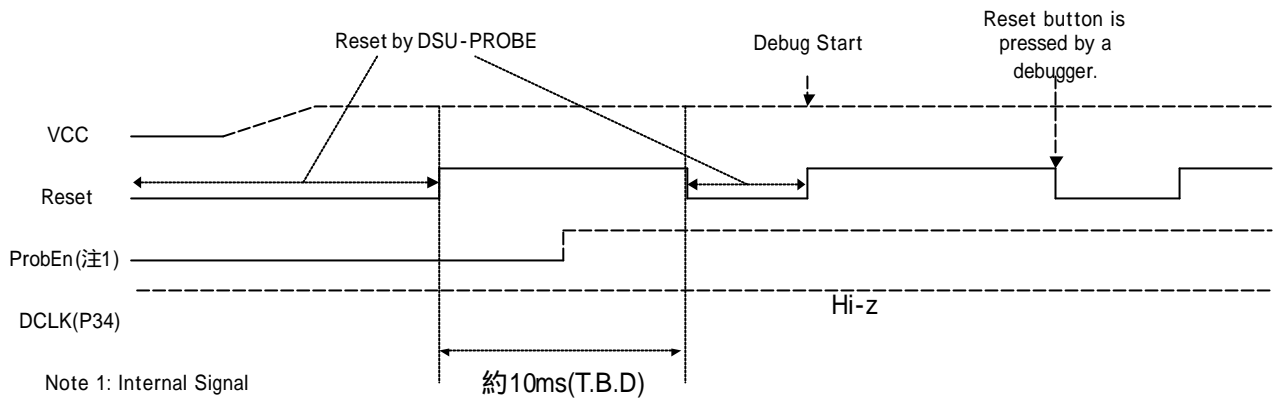 Reset by DSU-PROBE
Debug Start
Reset button is
pressed by a
debugger.
VCC
Reset
ProbEn(注1)
DCLK(P34)
Hi-z
Note 1: Internal Signal
約10ms(T.B.D)